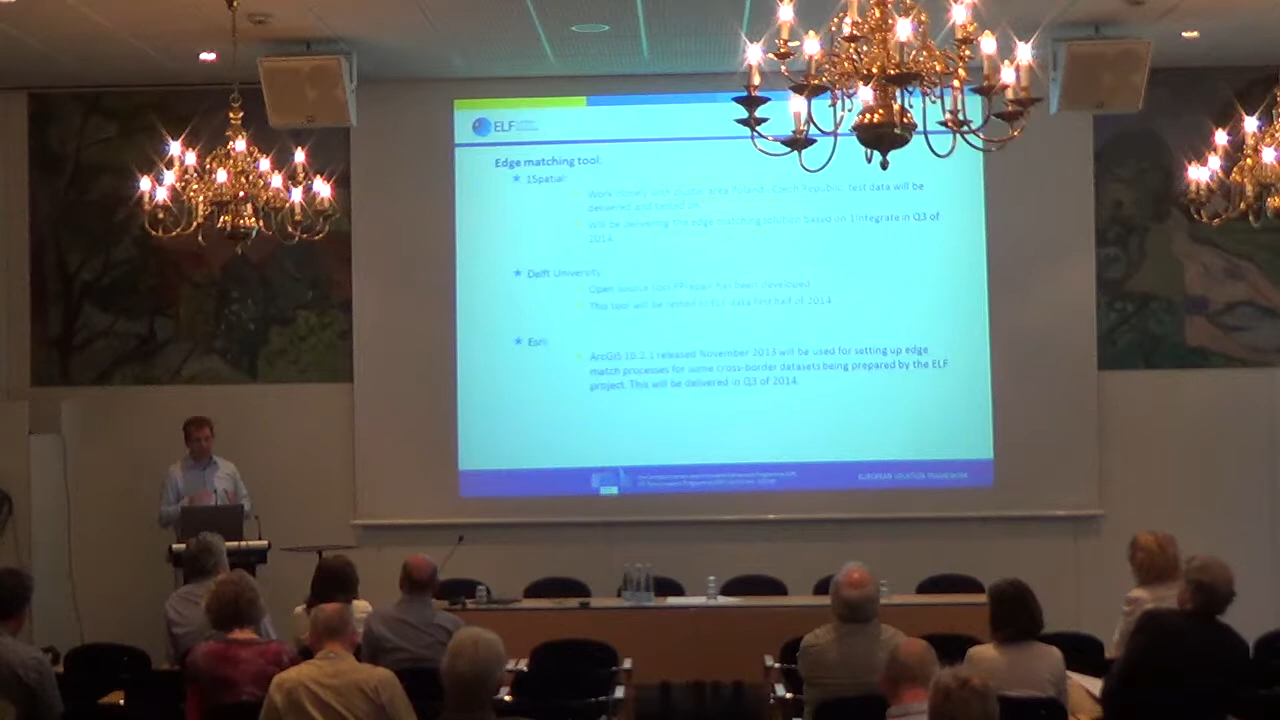 ELF
Edge matching tool:
1Spatial:
Work closely with cluster area Poland - Czech Republic, test data will be
delivered and tested on.
Will be delivering the edge matching solution based on 1Integrate in Q3 of
2014.
Delft University:
Open source tool PPrepair has been developed
This tool will be tested in ELF data first half of 2014
Esri:
ArcGIS 10.2.1 released November 2013 will be used for setting up edge
match processes for some cross-border datasets being prepared by the ELF
project. This will be delivered in Q3 of 2014.
EUROPEAN LOCATION FRAMEWORK